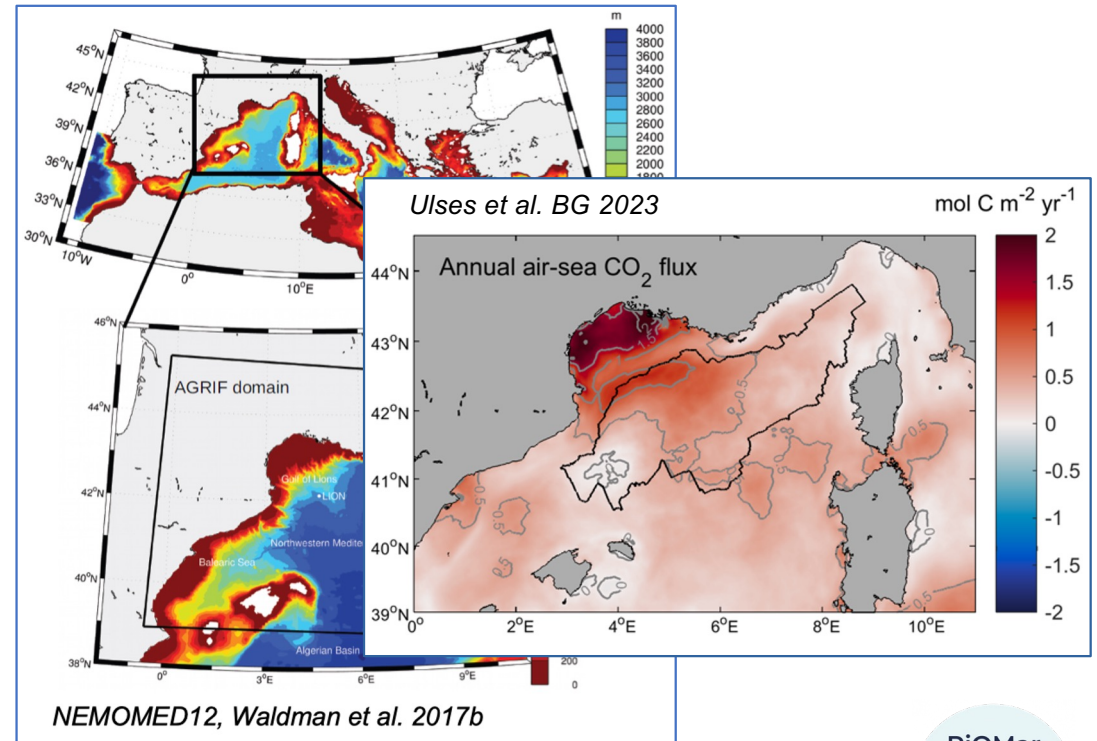 m
4000
3800
3600
3400
3200
3000
2800
2600
2400
2200
2000
1800
45°N
42°N
39°N
36°N
33°N
30°N
10°W
0°
10°E
Ulses et al. BG 2023
mol C m-2 yr-1
Annual air-sea CO2 flux
2
1.5
1
0.5
0
-0.5
-1
-1.5
-2
44°N
43°N
42°N
41°N
40°N
39°N
0°
2°E
4°E
6°E
8°E
10°E
46°N
44°N
42°N
40°N
38°N
AGRIF domain
Gulf of Lions
LION
Northwestern Medite
Balearic Sea
Algerian Basin
0°
3°E
6°E
9°E
200
0
NEMOMED12, Waldman et al. 2017b